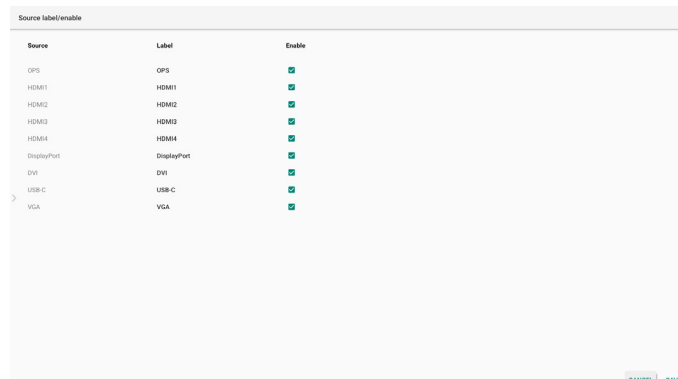 Source label/enable
Source Label Enable
OPS OPS
HDMI1 HDMI1
HDMI2 HDMI2
HDMI3 HDMI3
HDMI4 HDMI4
DisplayPort DisplayPort
DVI DVI
USB-C USB-C
VGA VGA